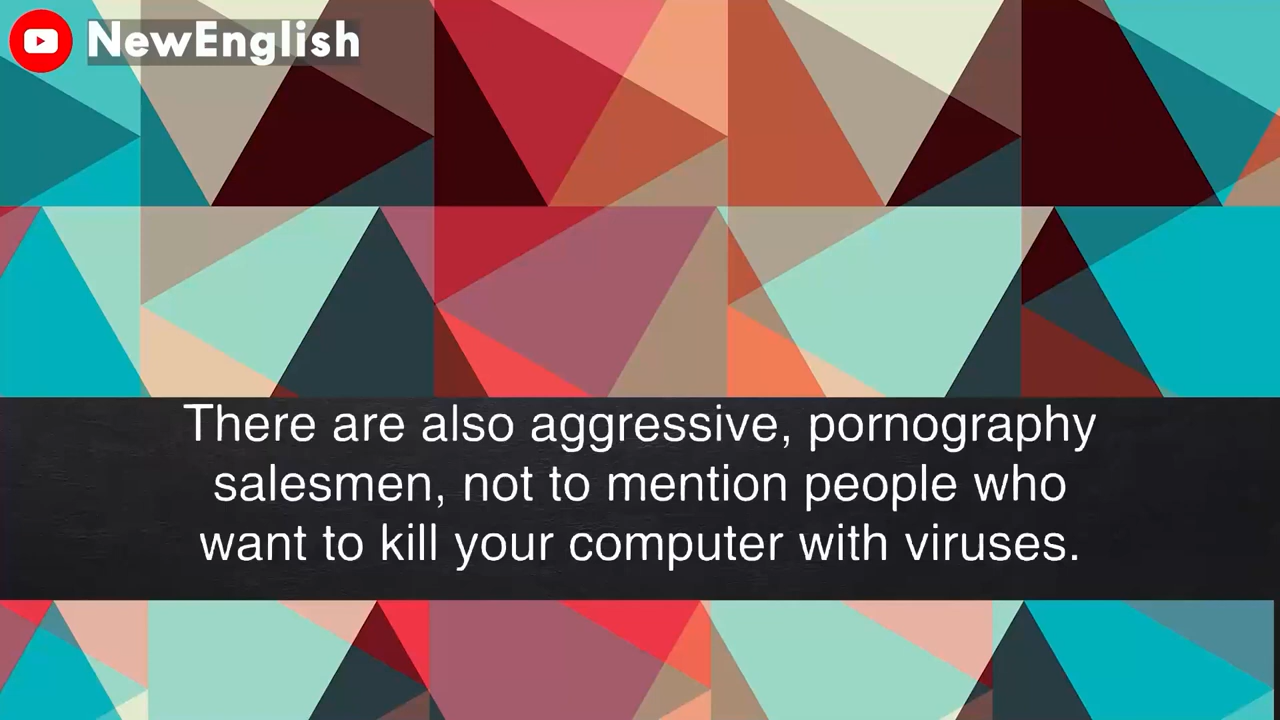 NewEnglish
There are also aggressive, pornography
salesmen, not to mention people who
want to kill your computer with viruses.